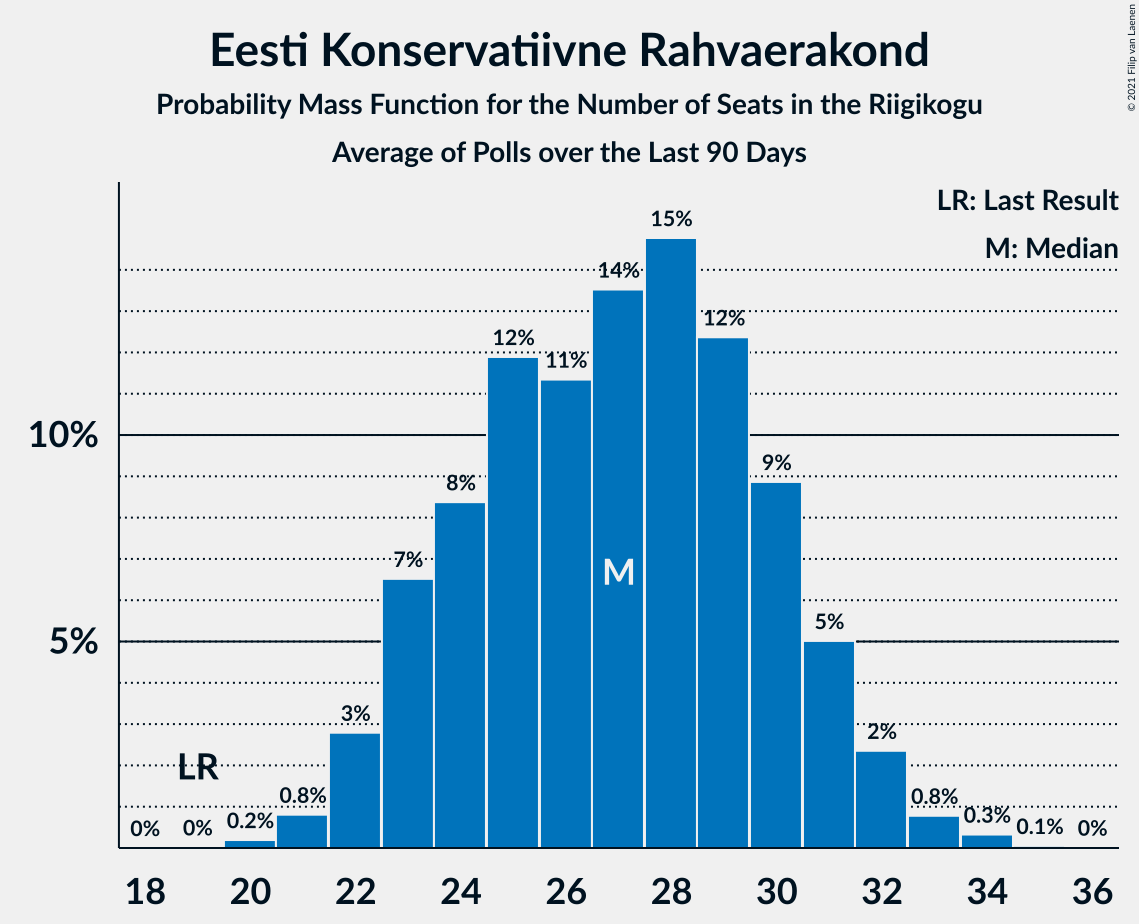 Eesti Konservatiivne Rahvaerakond
Probability Mass Function for the Number of Seats in the Riigikogu
Average of Polls over the Last 90 Days
© 2021 Filip van Laenen
LR: Last Result
M: Median
15%
14%
12%
12%
11%
10%
9%
8%
7%
M
5%
5%
3%
2%
LR
0.8%
0.8%
0.3%
0.2%
0%
0%
0.1%
0%
18 20 22 24 26 28 30 32 34 36